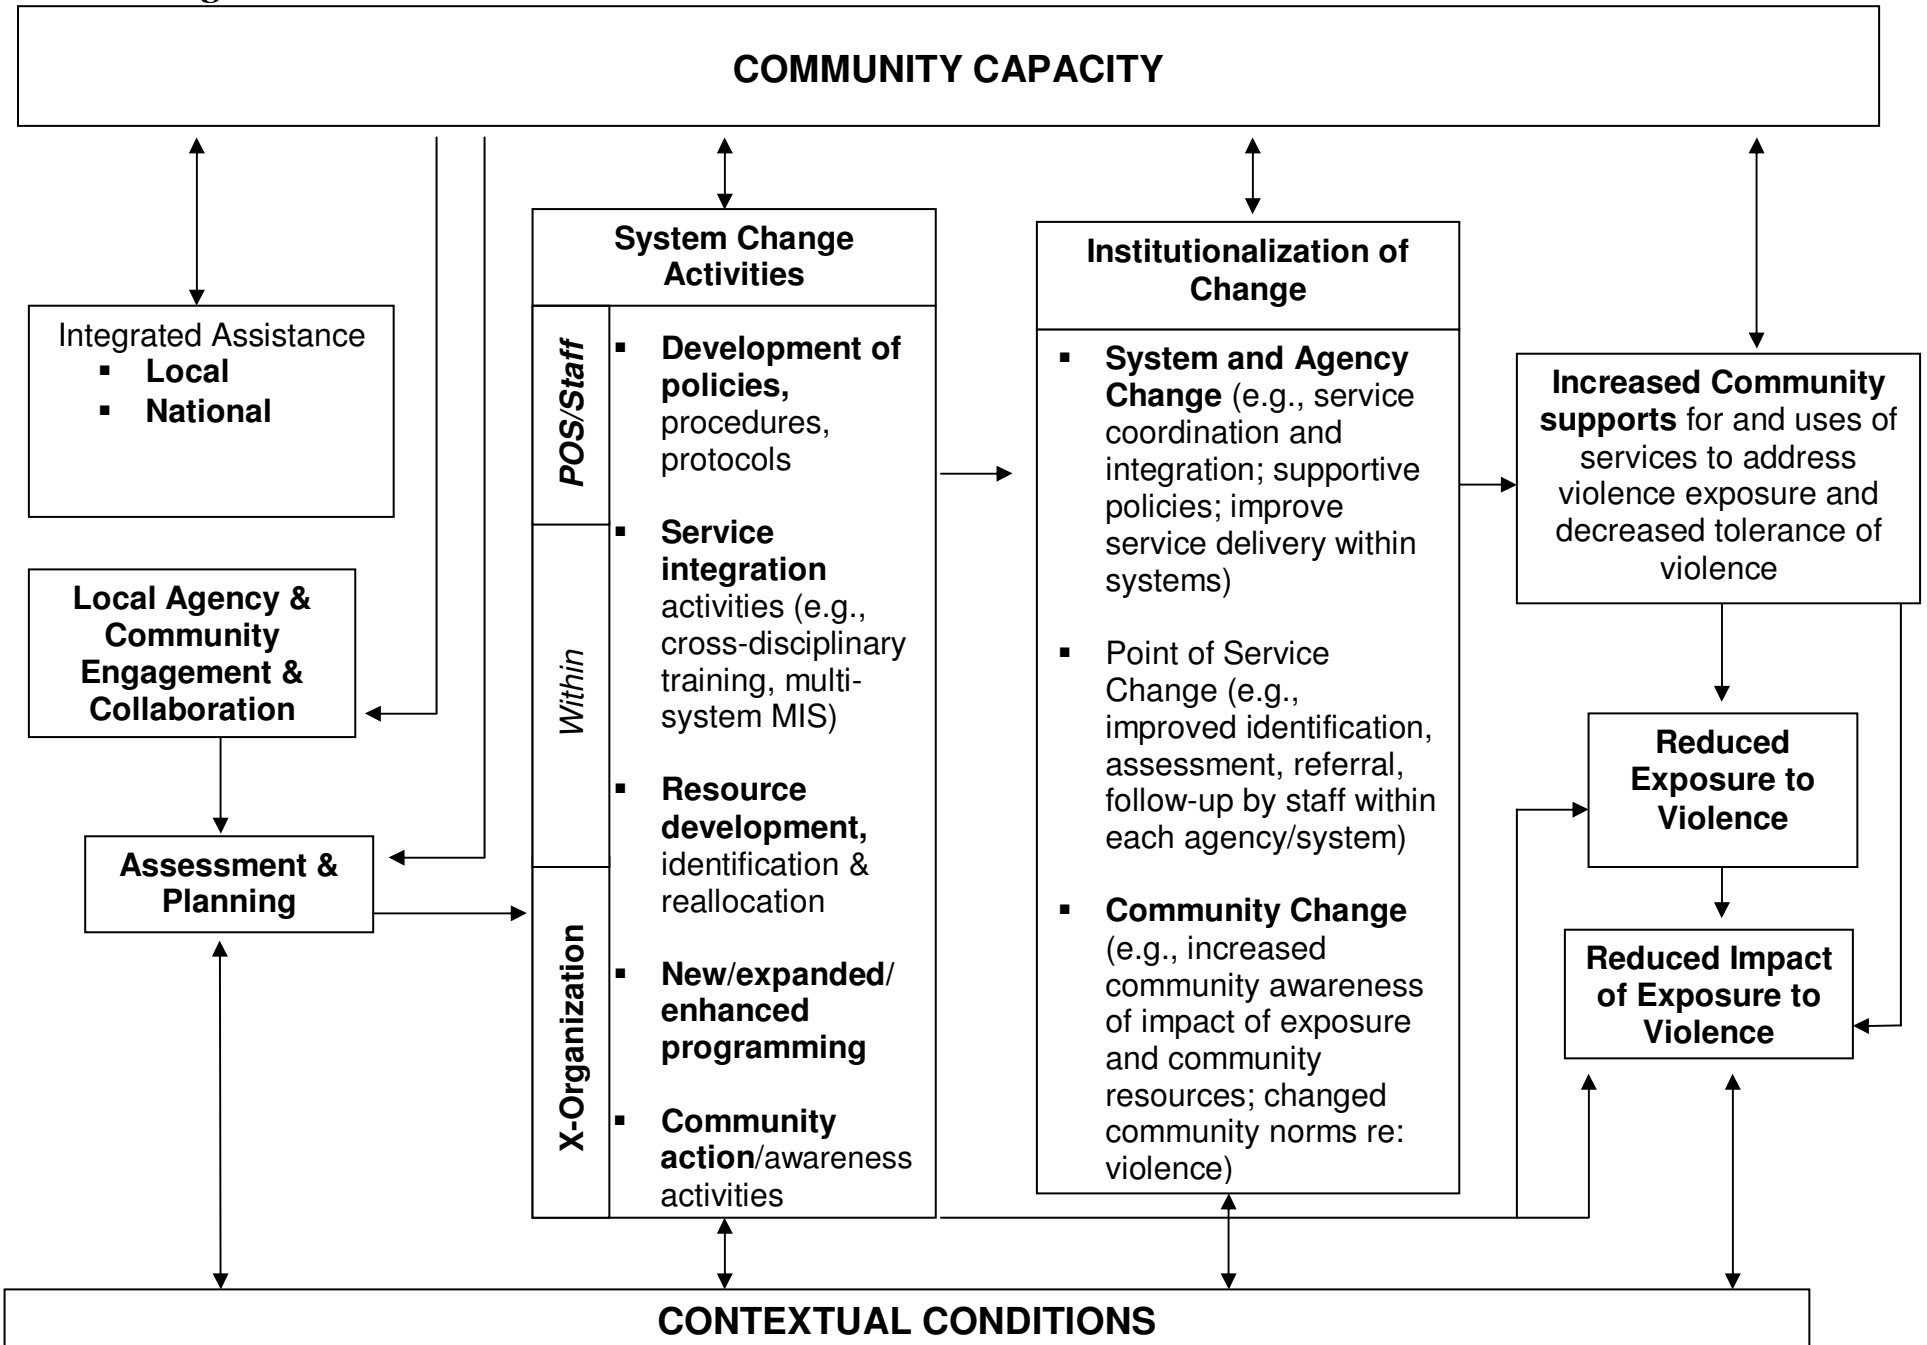 COMMUNITY CAPACITY
Integrated Assistance
▪ Local
▪ National
Local Agency &
Community
Engagement &
Collaboration
Assessment &
Planning
System Change
Activities
POS/Staff
Within
X-Organization
▪ Development of
policies,
procedures,
protocols
▪ Service
integration
activities (e.g.,
cross-disciplinary
training, multi-
system MIS)
▪ Resource
development,
identification &
reallocation
▪ New/expanded/
enhanced
programming
▪ Community
action/awareness
activities
Institutionalization of
Change
▪ System and Agency
Change (e.g., service
coordination and
integration; supportive
policies; improve
service delivery within
systems)
▪ Point of Service
Change (e.g.,
improved identification,
assessment, referral,
follow-up by staff within
each agency/system)
▪ Community Change
(e.g., increased
community awareness
of impact of exposure
and community
resources; changed
community norms re:
violence)
Increased Community
supports for and uses of
services to address
violence exposure and
decreased tolerance of
violence
Reduced
Exposure to
Violence
Reduced Impact
of Exposure to
Violence
CONTEXTUAL CONDITIONS